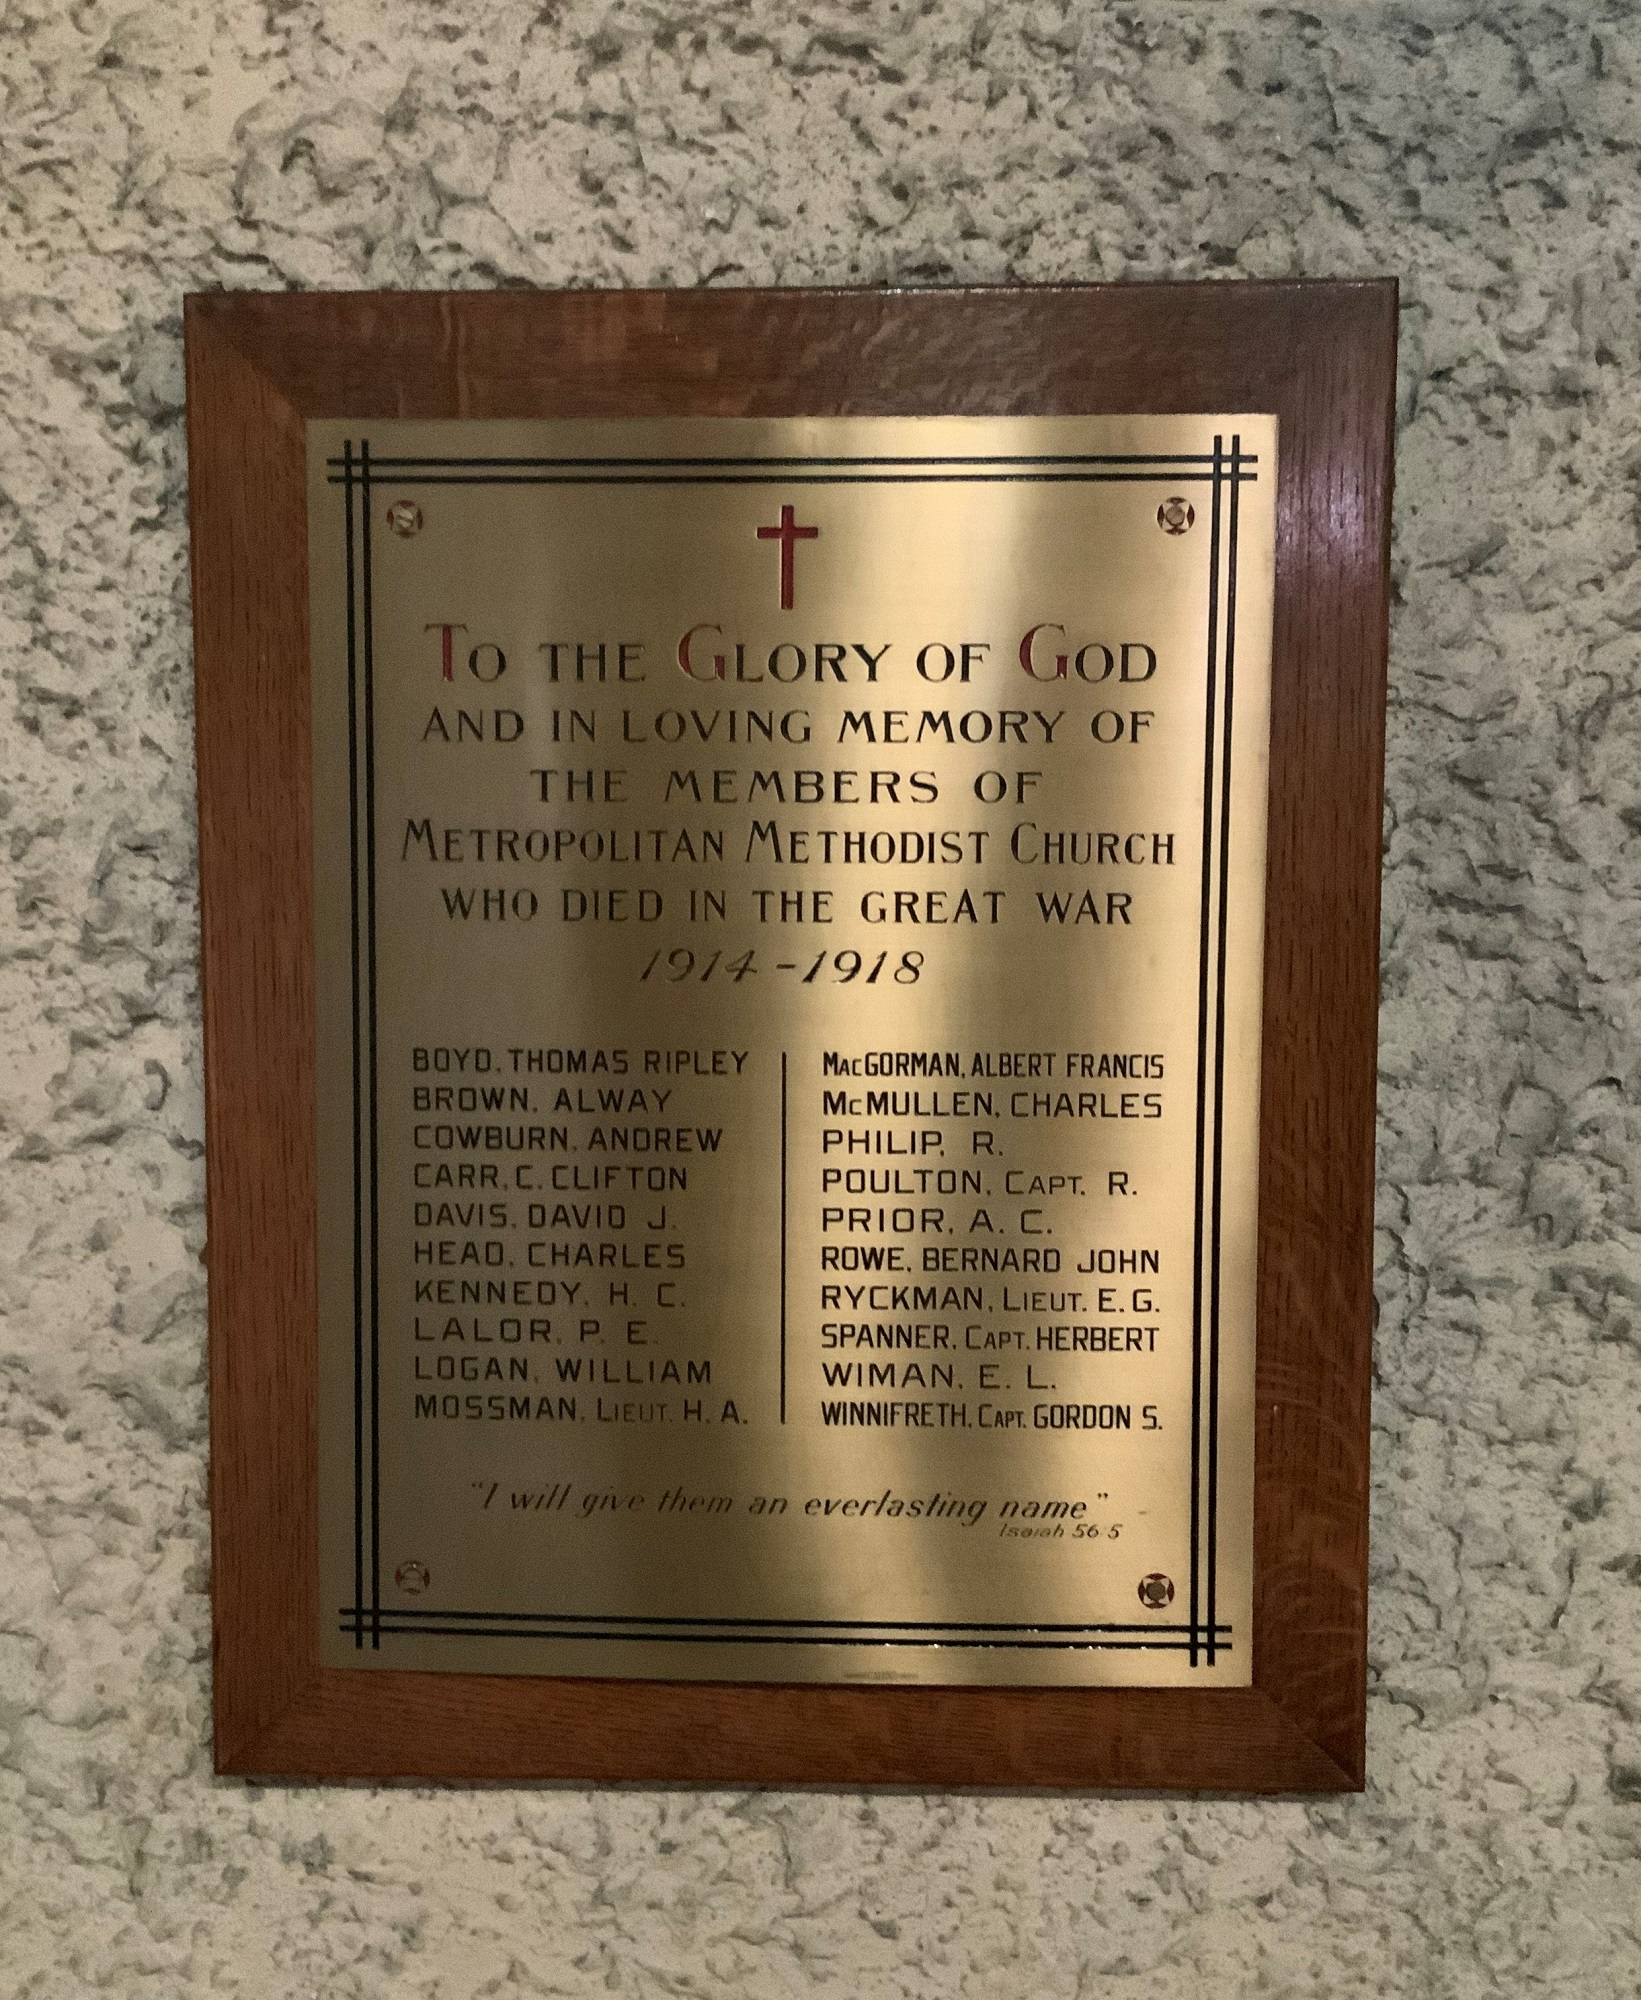 To the Glory of God
and in loving memory of
the members of
Metropolitan Methodist Church
who died in the great war
1914-1918
BOYD, THOMAS RIPLEY
BROWN, ALWAY
COWBURN, ANDREW
CARR, C. CLIFTON
DAVIS, DAVID J.
HEAD, CHARLES
KENNEDY, H. C.
LALOR, P. E.
LOGAN, WILLIAM
MOSSMAN, LIEUT. H. A.
MacGORMAN, ALBERT FRANCIS
McMULLEN, CHARLES
PHILIP, R.
POULTON, CAPT. R.
PRIOR, A. C.
ROWE, BERNARD JOHN
RYCKMAN, LIEUT. E. G.
SPANNER, CAPT. HERBERT
WIMAN, E. L.
WINNIFRETH, CAPT. GORDON S.
"I will give them an everlasting name"
Isaiah 56 5